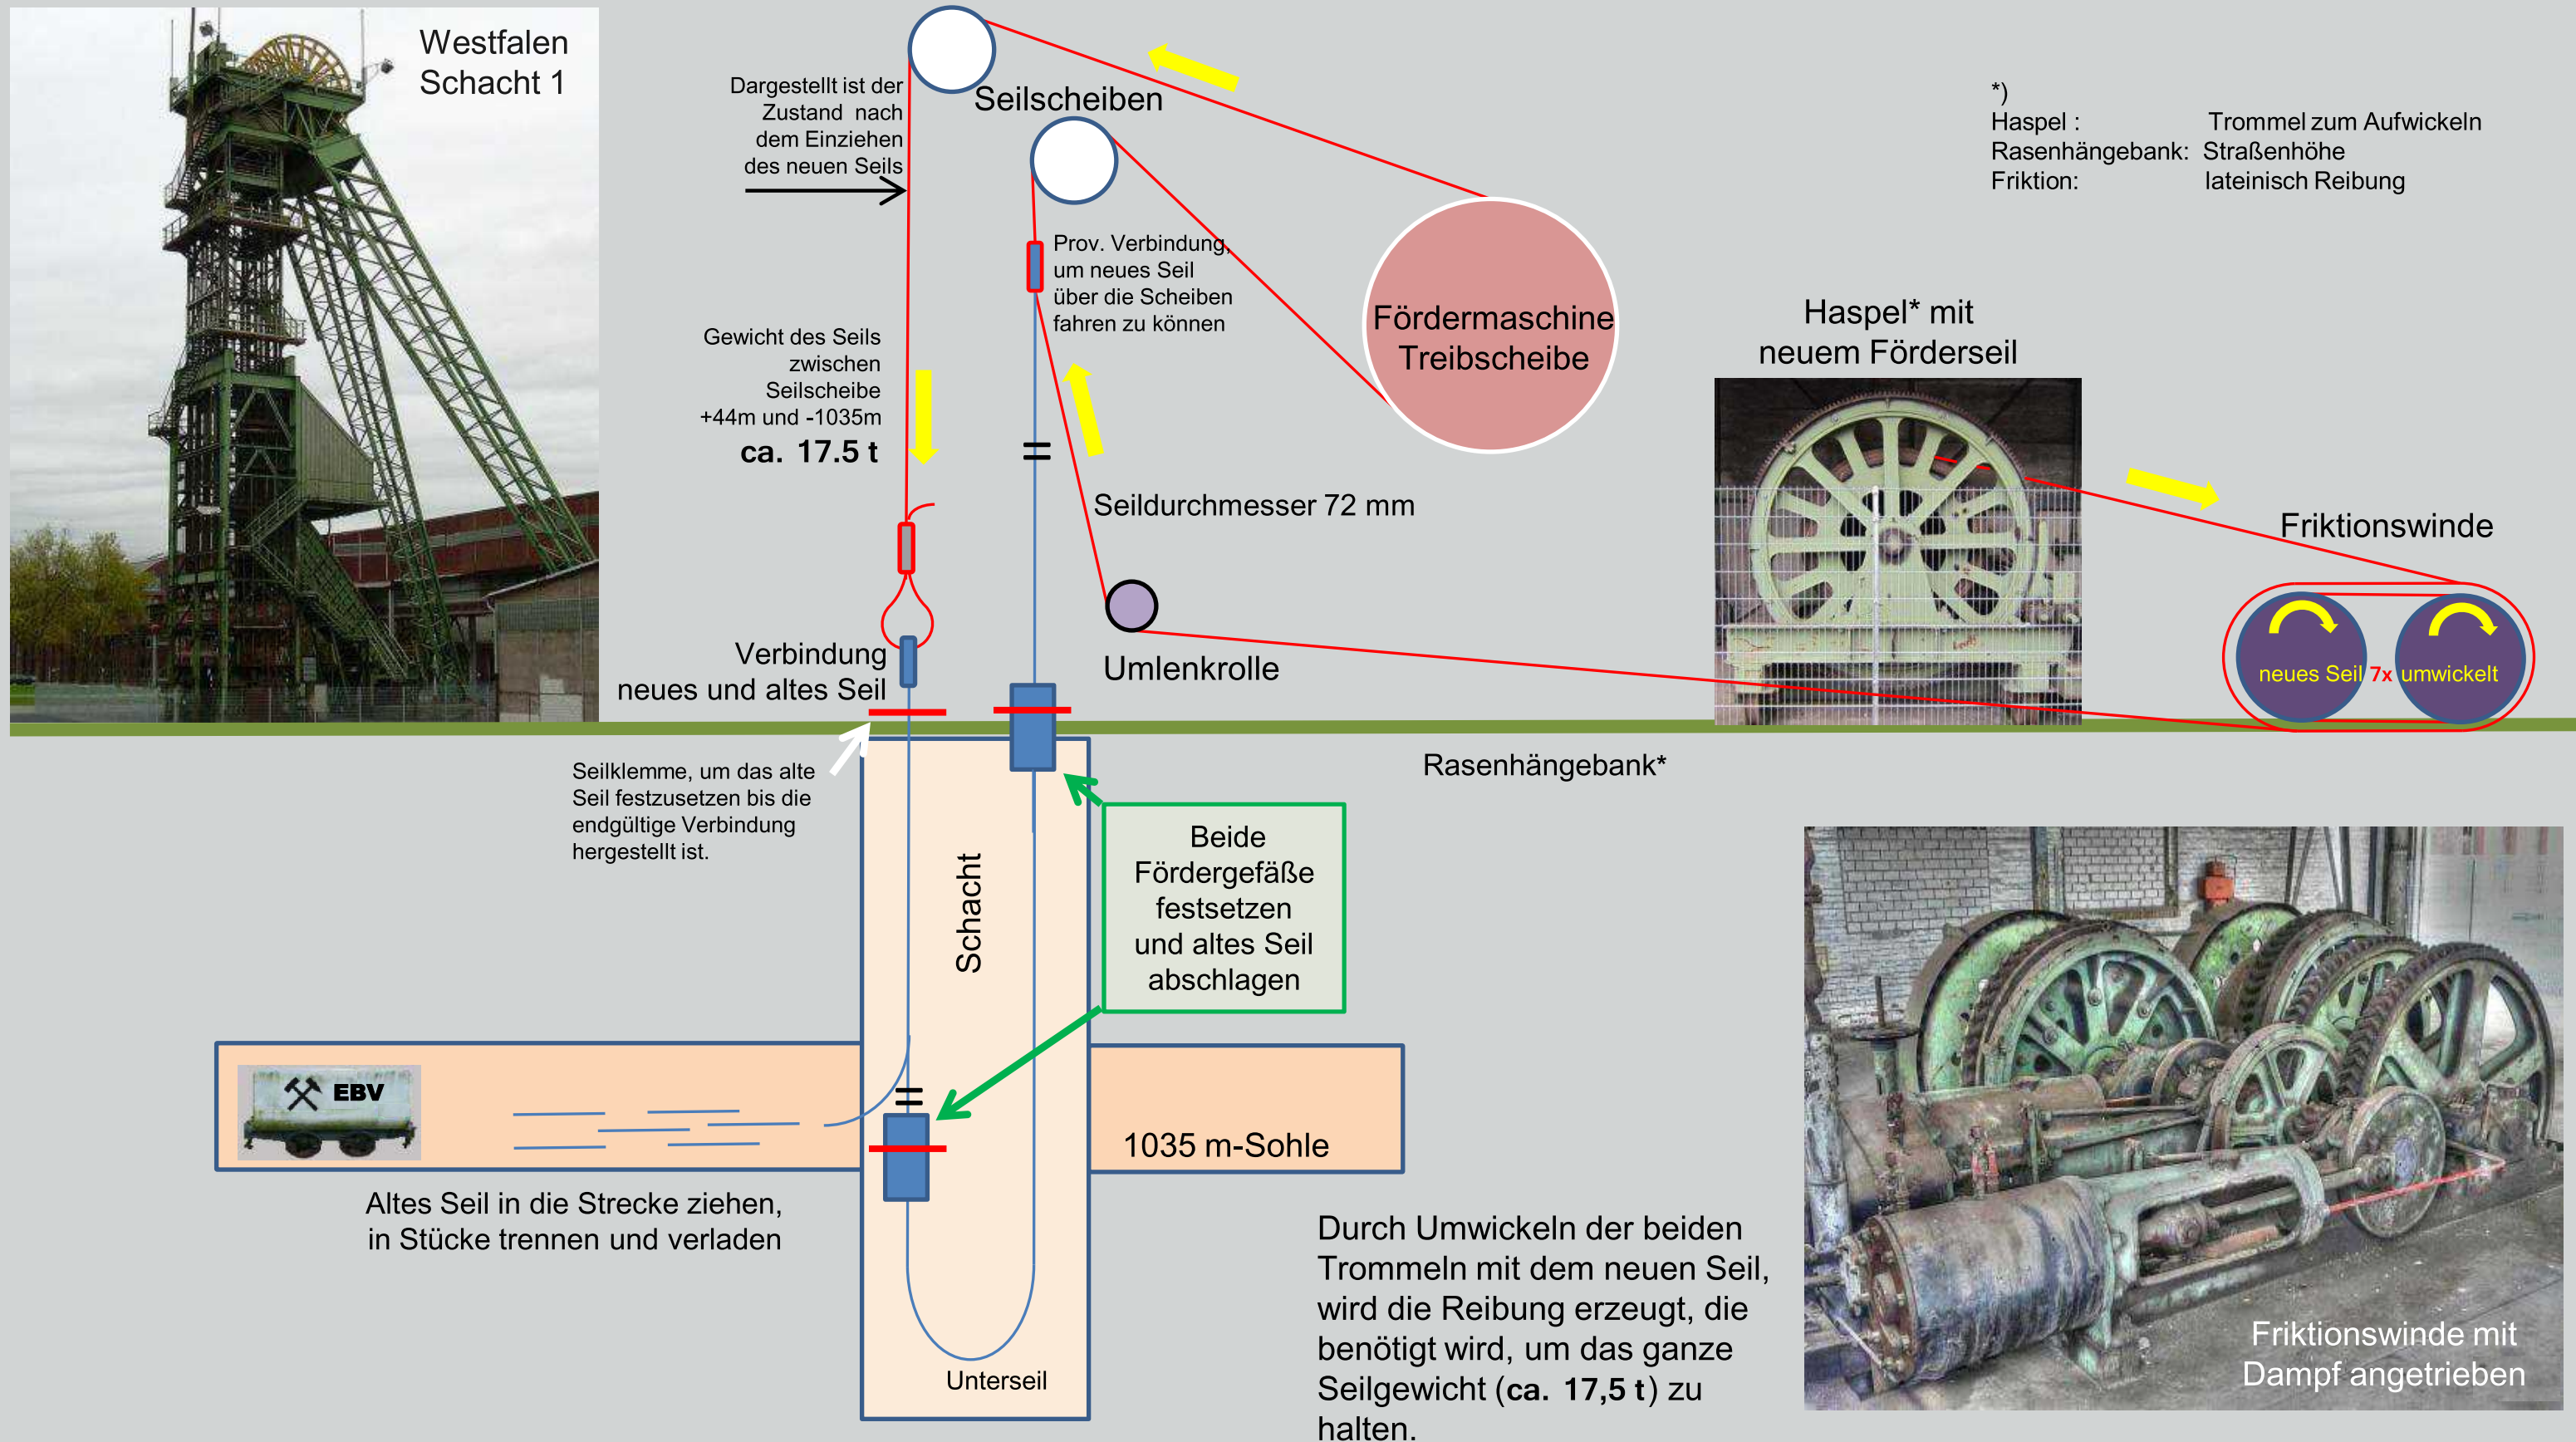 Westfalen
Schacht 1
Dargestellt ist der
Zustand nach
dem Einziehen
des neuen Seils
Seilscheiben
*)
Haspel : Trommel zum Aufwickeln
Rasenhängebank: Straßenhöhe
Friktion: lateinisch Reibung
Prov. Verbindung,
um neues Seil
über die Scheiben
fahren zu können
Fördermaschine
Treibscheibe
Haspel* mit
neuem Förderseil
Gewicht des Seils
zwischen
Seilscheibe
+44m und -1035m
ca. 17.5 t
Seildurchmesser 72 mm
Friktionswinde
Verbindung
neues und altes Seil
Umlenkrolle
neues Seil 7x umwickelt
Rasenhängebank*
Seilklemme, um das alte
Seil festzusetzen bis die
endgültige Verbindung
hergestellt ist.
Schacht
Beide
Fördergefäße
festsetzen
und altes Seil
abschlagen
EBV
1035 m-Sohle
Altes Seil in die Strecke ziehen,
in Stücke trennen und verladen
Unterseil
Durch Umwickeln der beiden
Trommeln mit dem neuen Seil,
wird die Reibung erzeugt, die
benötigt wird, um das ganze
Seilgewicht (ca. 17,5 t) zu
halten.
Friktionswinde mit
Dampf angetrieben